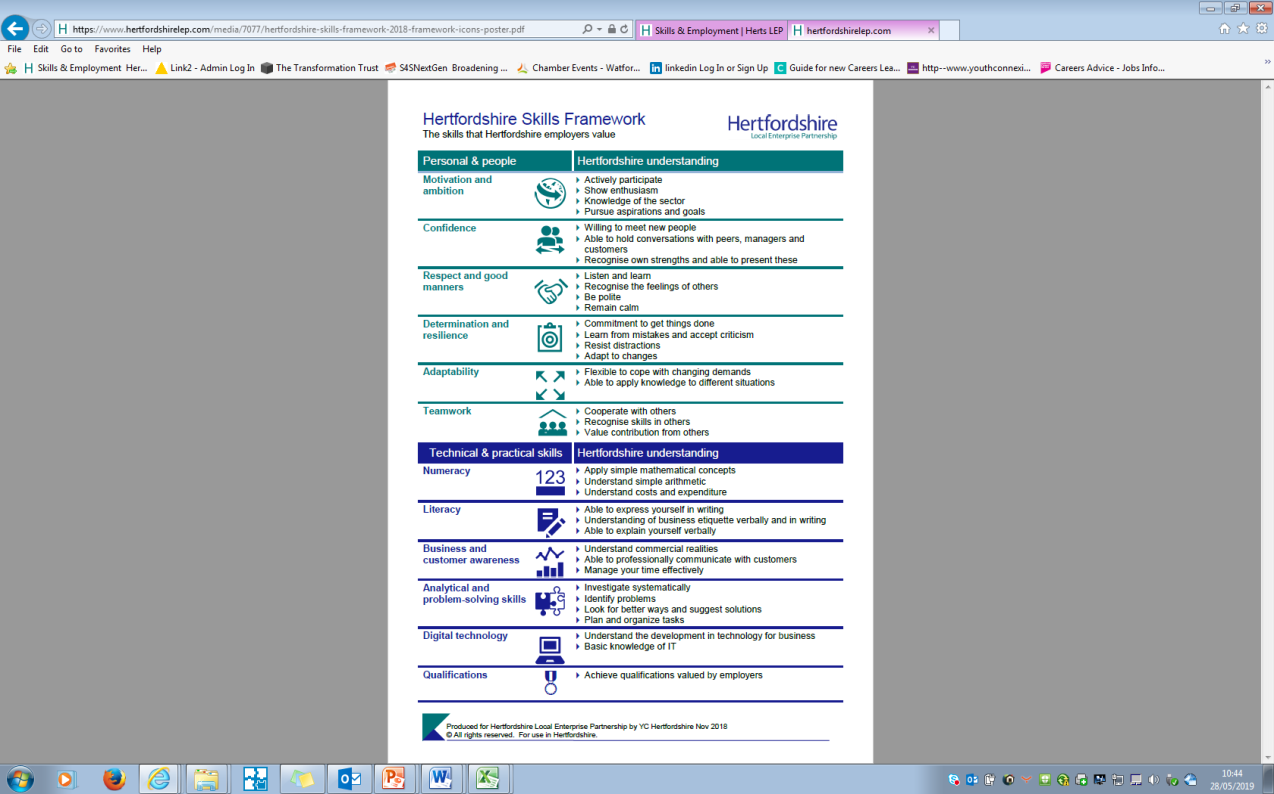 https://www.hertfordshirelep.com/media/7077/hertfordshire-skills-framework-2018-framework-icons-poster.pdf
Skills & Employment | Herts LEP
hertfordshirelep.com
File Edit Go to Favorites Help
Skills & Employment Her...
Link2 - Admin Log In
The Transformation Trust
S4SNextGen Broadening ...
Chamber Events - Watfor...
linkedin Log In or Sign Up
Guide for new Careers Lea...
http--www.youthconnexi...
Careers Advice - Jobs Info...
Hertfordshire Skills Framework
The skills that Hertfordshire employers value
Hertfordshire
Local Enterprise Partnership
Personal & people
Hertfordshire understanding
Motivation and
ambition
Actively participate
Show enthusiasm
Knowledge of the sector
Pursue aspirations and goals
Confidence
Willing to meet new people
Able to hold conversations with peers, managers and
customers
Recognise own strengths and able to present these
Respect and good
manners
Listen and learn
Recognise the feelings of others
Be polite
Remain calm
Determination and
resilience
Commitment to get things done
Learn from mistakes and accept criticism
Resist distractions
Adapt to changes
Adaptability
Flexible to cope with changing demands
Able to apply knowledge to different situations
Teamwork
Cooperate with others
Recognise skills in others
Value contribution from others
Technical & practical skills
Hertfordshire understanding
Numeracy
123
Apply simple mathematical concepts
Understand simple arithmetic
Understand costs and expenditure
Literacy
Able to express yourself in writing
Understanding of business etiquette verbally and in writing
Able to explain yourself verbally
Business and
customer awareness
Understand commercial realities
Able to professionally communicate with customers
Manage your time effectively
Analytical and
problem-solving skills
Investigate systematically
Identify problems
Look for better ways and suggest solutions
Plan and organize tasks
Digital technology
Understand the development in technology for business
Basic knowledge of IT
Qualifications
Achieve qualifications valued by employers
Produced for Hertfordshire Local Enterprise Partnership by YC Hertfordshire Nov 2018
© All rights reserved. For use in Hertfordshire.
10:44
28/05/2019